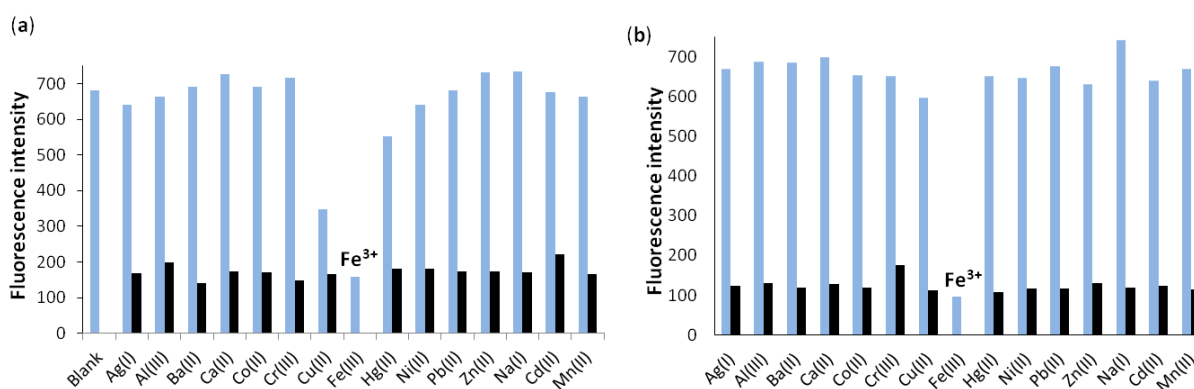 (a)
Fluorescence intensity
700
600
500
400
300
200
100
0
Fe³⁺
Blank
Ag(I)
Al(III)
Ba(II)
Ca(II)
Co(II)
Cr(III)
Cu(II)
Fe(III)
Hg(II)
Ni(II)
Pb(II)
Zn(II)
Na(I)
Cd(II)
Mn(II)
(b)
Fluorescence intensity
700
600
500
400
300
200
100
0
Fe³⁺
Ag(I)
Al(III)
Ba(II)
Ca(II)
Co(II)
Cr(III)
Cu(II)
Fe(III)
Hg(II)
Ni(II)
Pb(II)
Zn(II)
Na(I)
Cd(II)
Mn(II)